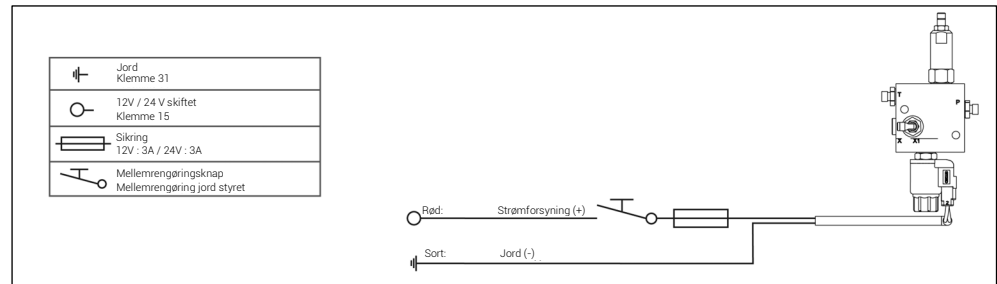 Jord
Klemme 31
12V / 24 V skiftet
Klemme 15
Sikring
12V : 3A / 24V : 3A
Mellemrengøringsknap
Mellemrengøring jord styret
T
P
X X1
Rød: Strømforsyning (+)
Sort: Jord (-)